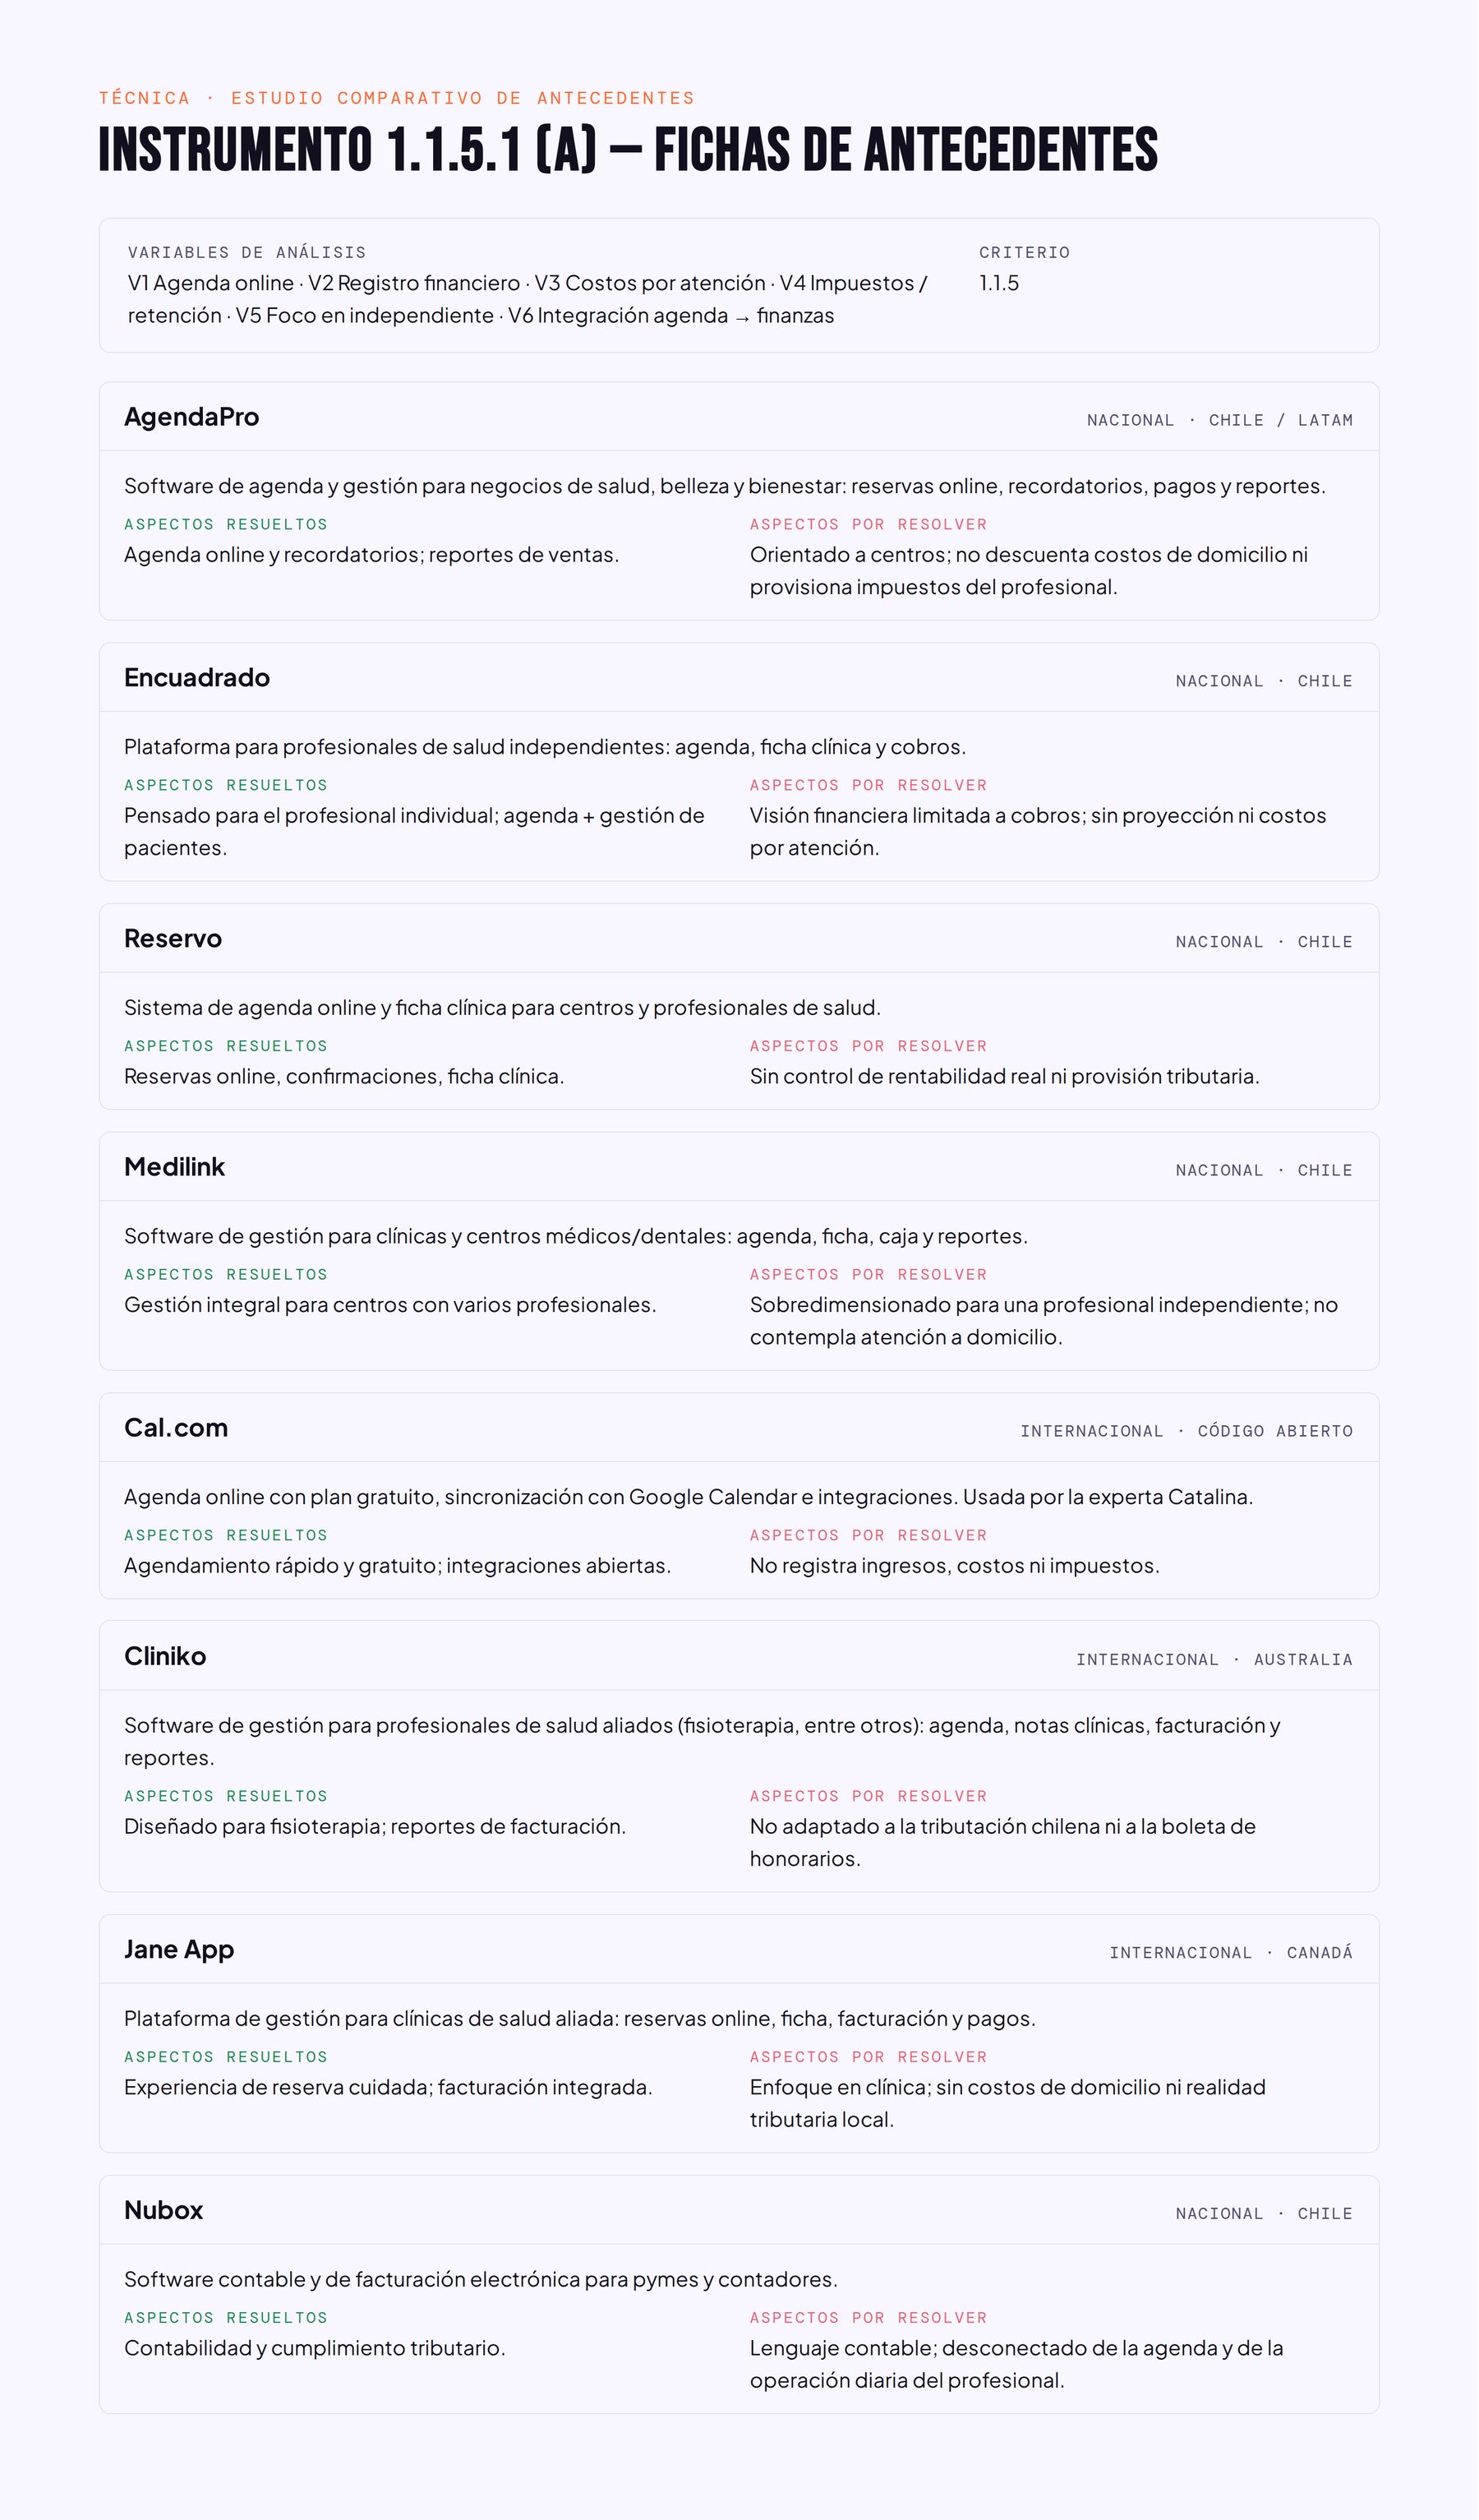 TÉCNICA · ESTUDIO COMPARATIVO DE ANTECEDENTES
INSTRUMENTO 1.1.5.1 (A) — FICHAS DE ANTECEDENTES
VARIABLES DE ANÁLISIS
V1 Agenda online · V2 Registro financiero · V3 Costos por atención · V4 Impuestos /
retención · V5 Foco en independiente · V6 Integración agenda → finanzas
CRITERIO
1.1.5
AgendaPro
NACIONAL · CHILE / LATAM
Software de agenda y gestión para negocios de salud, belleza y bienestar: reservas online, recordatorios, pagos y reportes.
ASPECTOS RESUELTOS
Agenda online y recordatorios; reportes de ventas.
ASPECTOS POR RESOLVER
Orientado a centros; no descuenta costos de domicilio ni
provisiona impuestos del profesional.
Encuadrado
NACIONAL · CHILE
Plataforma para profesionales de salud independientes: agenda, ficha clínica y cobros.
ASPECTOS RESUELTOS
Pensado para el profesional individual; agenda + gestión de
pacientes.
ASPECTOS POR RESOLVER
Visión financiera limitada a cobros; sin proyección ni costos
por atención.
Reservo
NACIONAL · CHILE
Sistema de agenda online y ficha clínica para centros y profesionales de salud.
ASPECTOS RESUELTOS
Reservas online, confirmaciones, ficha clínica.
ASPECTOS POR RESOLVER
Sin control de rentabilidad real ni provisión tributaria.
Medilink
NACIONAL · CHILE
Software de gestión para clínicas y centros médicos/dentales: agenda, ficha, caja y reportes.
ASPECTOS RESUELTOS
Gestión integral para centros con varios profesionales.
ASPECTOS POR RESOLVER
Sobredimensionado para una profesional independiente; no
contempla atención a domicilio.
Cal.com
INTERNACIONAL · CÓDIGO ABIERTO
Agenda online con plan gratuito, sincronización con Google Calendar e integraciones. Usada por la experta Catalina.
ASPECTOS RESUELTOS
Agendamiento rápido y gratuito; integraciones abiertas.
ASPECTOS POR RESOLVER
No registra ingresos, costos ni impuestos.
Cliniko
INTERNACIONAL · AUSTRALIA
Software de gestión para profesionales de salud aliados (fisioterapia, entre otros): agenda, notas clínicas, facturación y
reportes.
ASPECTOS RESUELTOS
Diseñado para fisioterapia; reportes de facturación.
ASPECTOS POR RESOLVER
No adaptado a la tributación chilena ni a la boleta de
honorarios.
Jane App
INTERNACIONAL · CANADÁ
Plataforma de gestión para clínicas de salud aliada: reservas online, ficha, facturación y pagos.
ASPECTOS RESUELTOS
Experiencia de reserva cuidada; facturación integrada.
ASPECTOS POR RESOLVER
Enfoque en clínica; sin costos de domicilio ni realidad
tributaria local.
Nubox
NACIONAL · CHILE
Software contable y de facturación electrónica para pymes y contadores.
ASPECTOS RESUELTOS
Contabilidad y cumplimiento tributario.
ASPECTOS POR RESOLVER
Lenguaje contable; desconectado de la agenda y de la
operación diaria del profesional.